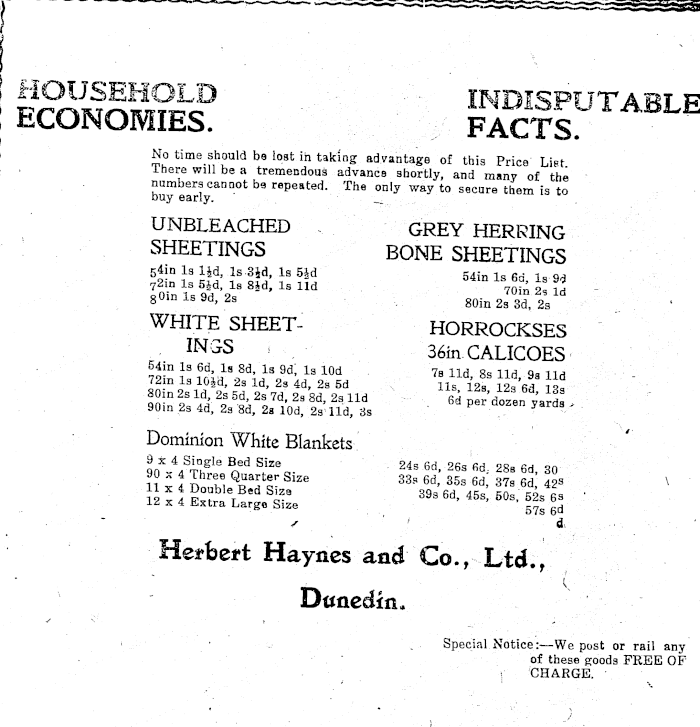 HOUSEHOLD
ECONOMIES.
INDISPUTABLE
FACTS.
No time should be lost in taking advantage of this Price List.
There will be a tremendous advance shortly, and many of the
numbers cannot be repeated. The only way to secure them is to
buy early.
UNBLEACHED
SHEETINGS
54in 1s 1½d, 1s 3½d, 1s 5½d
72in 1s 5½d, 1s 8½d, 1s 11d
80in 1s 9d, 2s
WHITE SHEET-
INGS
54in 1s 6d, 1s 8d, 1s 9d, 1s 10d
72in 1s 10½d, 2s 1d, 2s 4d, 2s 5d
80in 2s 1d, 2s 5d, 2s 7d, 2s 8d, 2s 11d
90in 2s 4d, 2s 8d, 2s 10d, 2s 11d, 3s
GREY HERRING
BONE SHEETINGS
54in 1s 6d, 1s 9d
70in 2s 1d
80in 2s 3d, 2s
HORROCKSES
36in CALICOES
7s 11d, 8s 11d, 9s 11d
11s, 12s, 12s 6d, 13s
6d per dozen yards
Dominion White Blankets
9 x 4 Single Bed Size
90 x 4 Three Quarter Size
11 x 4 Double Bed Size
12 x 4 Extra Large Size
24s 6d, 26s 6d, 28s 6d, 30
33s 6d, 35s 6d, 37s 6d, 42s
39s 6d, 45s, 50s, 52s 6s
57s 6d
d
Herbert Haynes and Co., Ltd.,
Dunedin.
Special Notice:—We post or rail any
of these goods FREE OF
CHARGE.